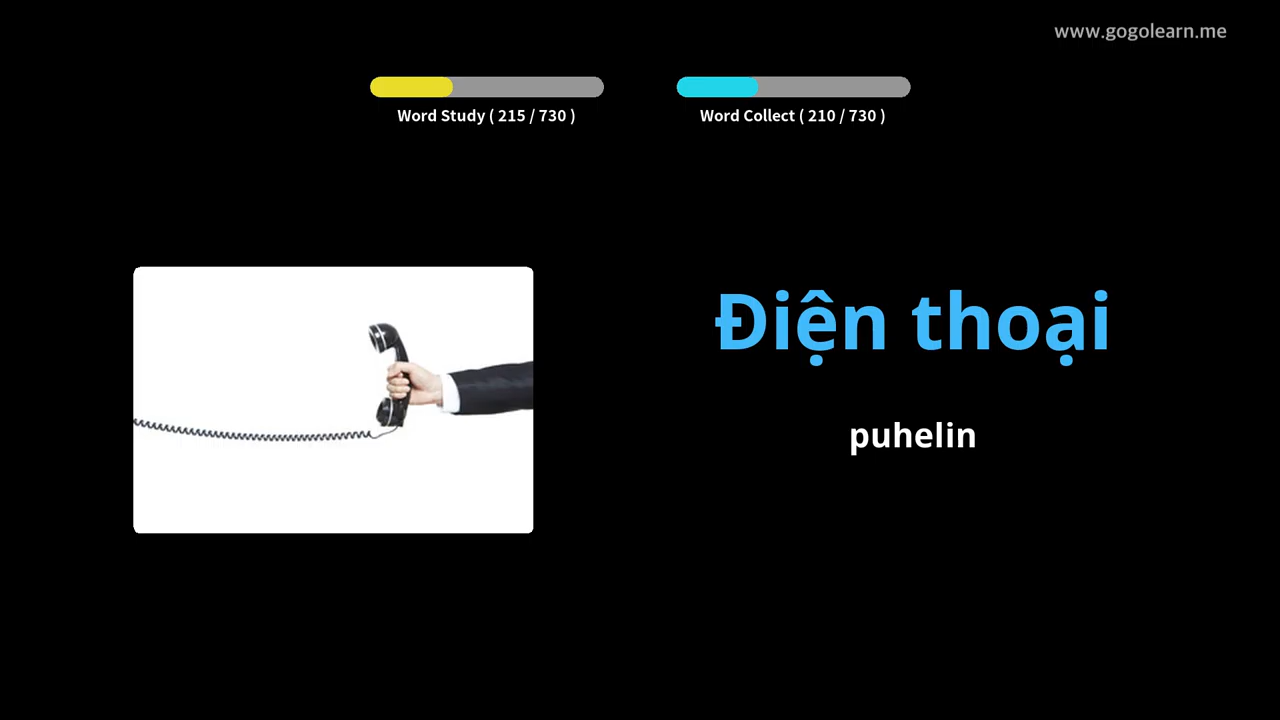 www.gogolearn.me
Word Study ( 215 / 730 )
Word Collect ( 210 / 730 )
Điện thoại
puhelin